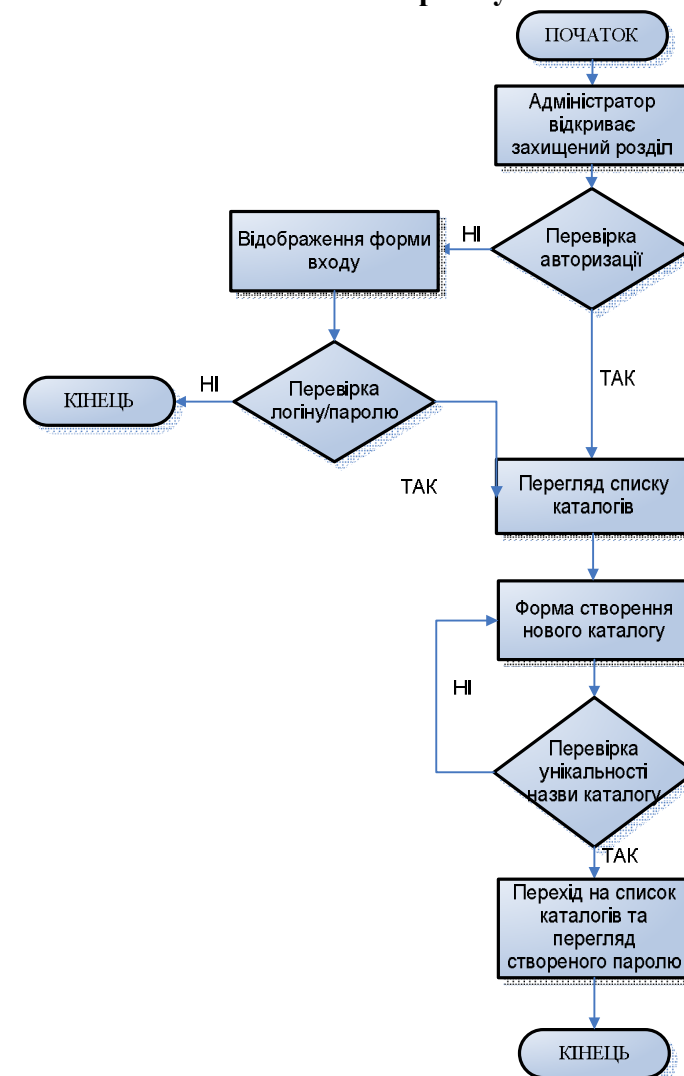 ПОЧАТОК
Адміністратор
відкриває
захищений розділ
Перевірка
авторизації
НІ
Відображення форми
входу
ТАК
Перевірка
логіну/паролю
НІ
КІНЕЦЬ
ТАК
Перегляд списку
каталогів
Форма створення
нового каталогу
НІ
Перевірка
унікальності
назви каталогу
ТАК
Перехід на список
каталогів та
перегляд
створеного паролю
КІНЕЦЬ